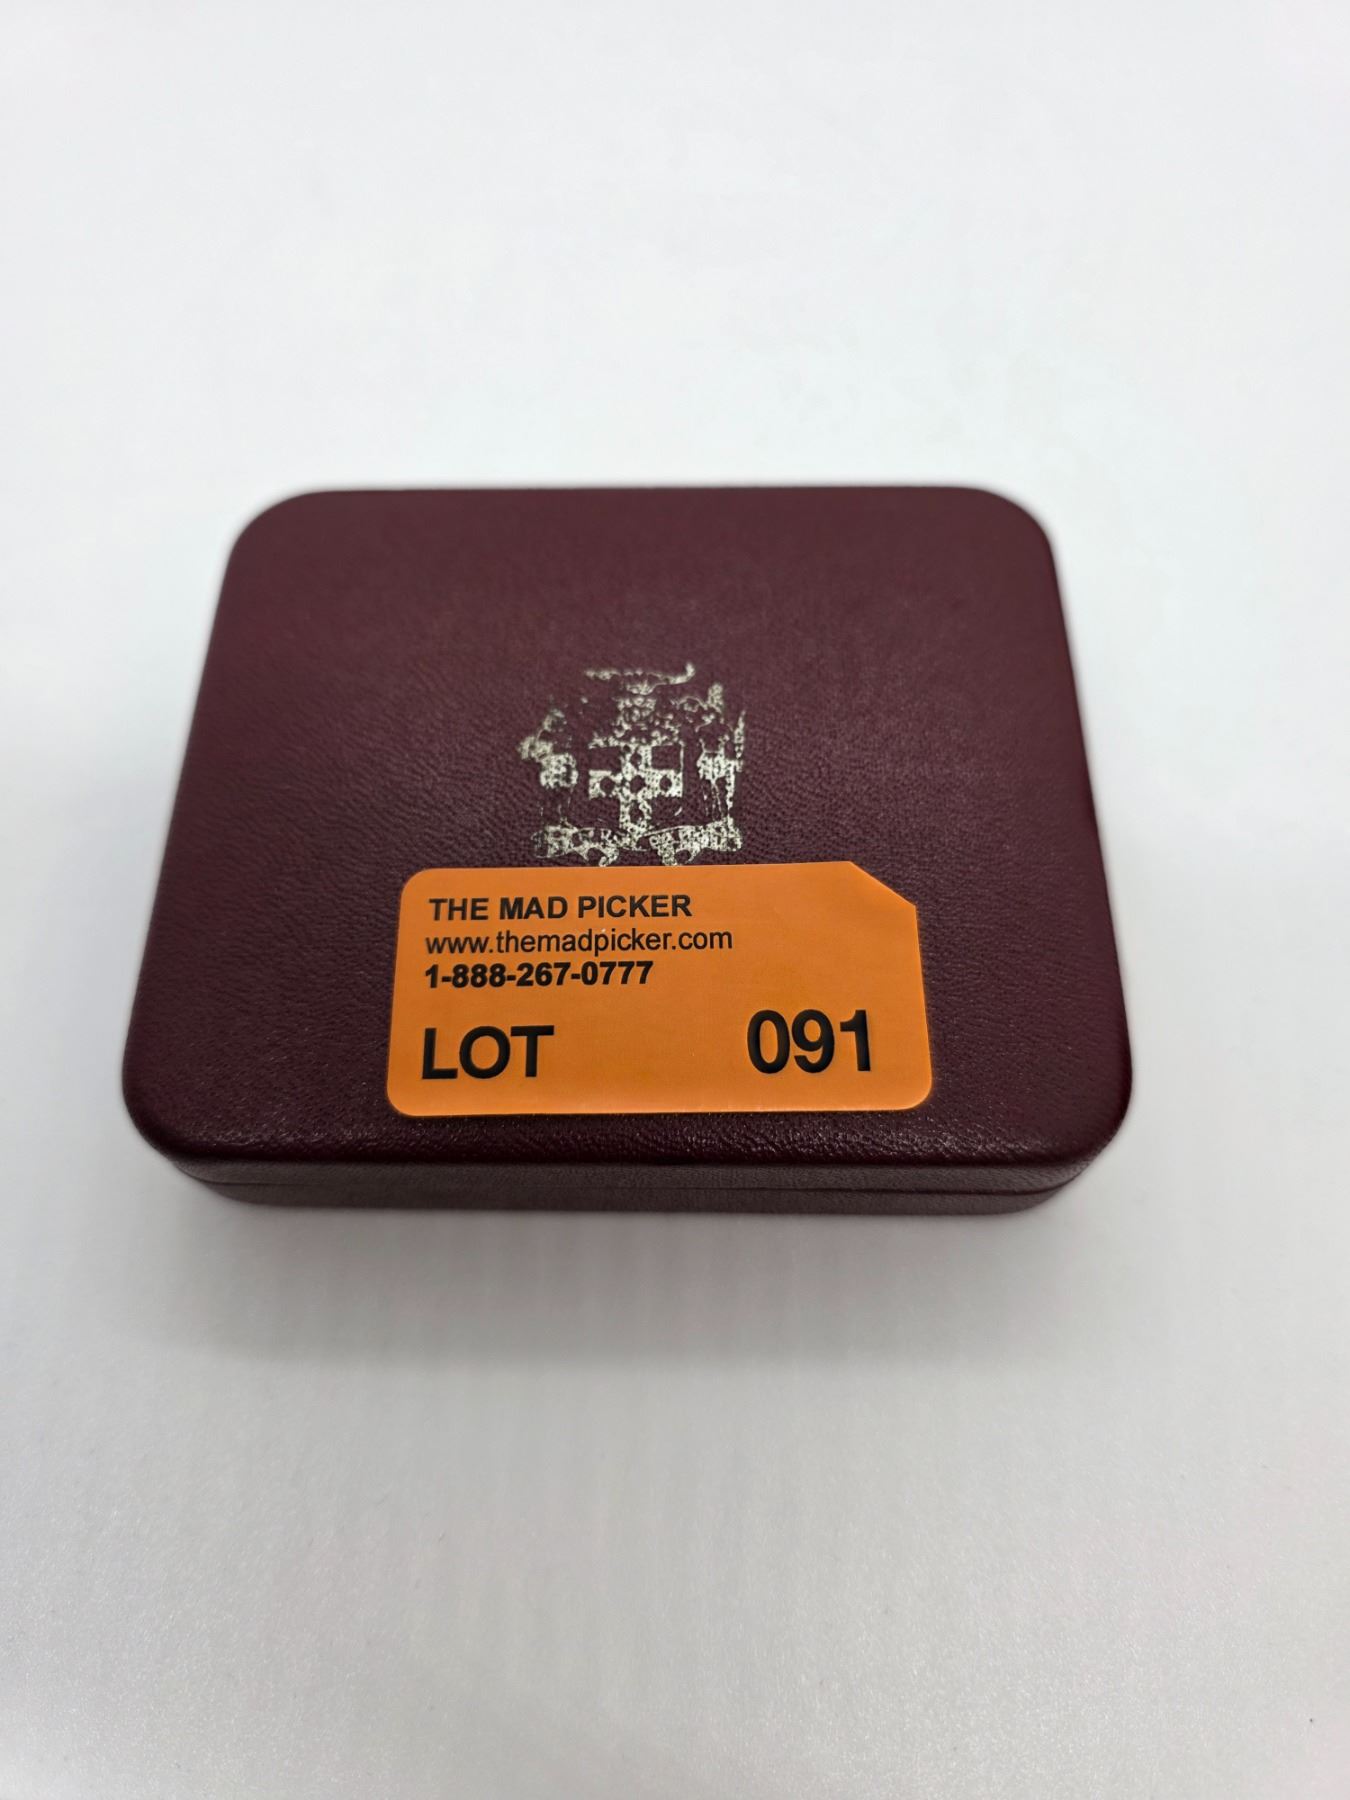 THE MAD PICKER
www.themadpicker.com
1-888-267-0777
LOT 091